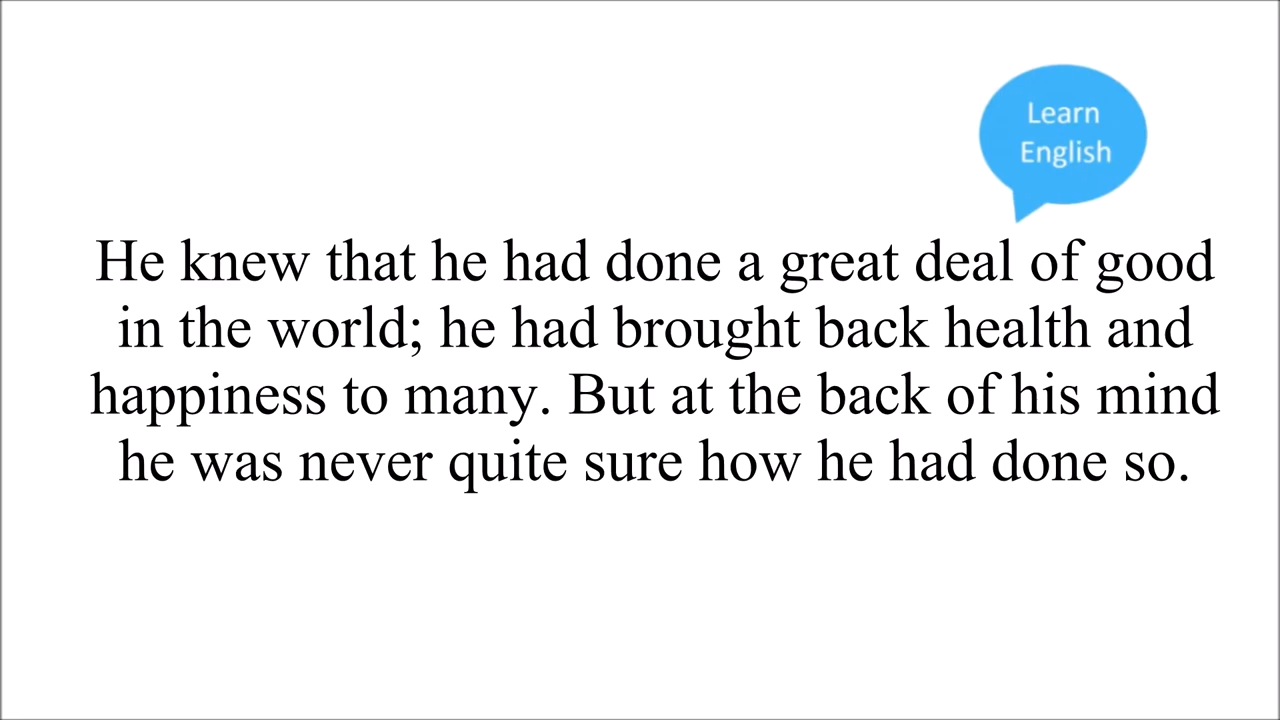 Learn
English
He knew that he had done a great deal of good
in the world; he had brought back health and
happiness to many. But at the back of his mind
he was never quite sure how he had done so.